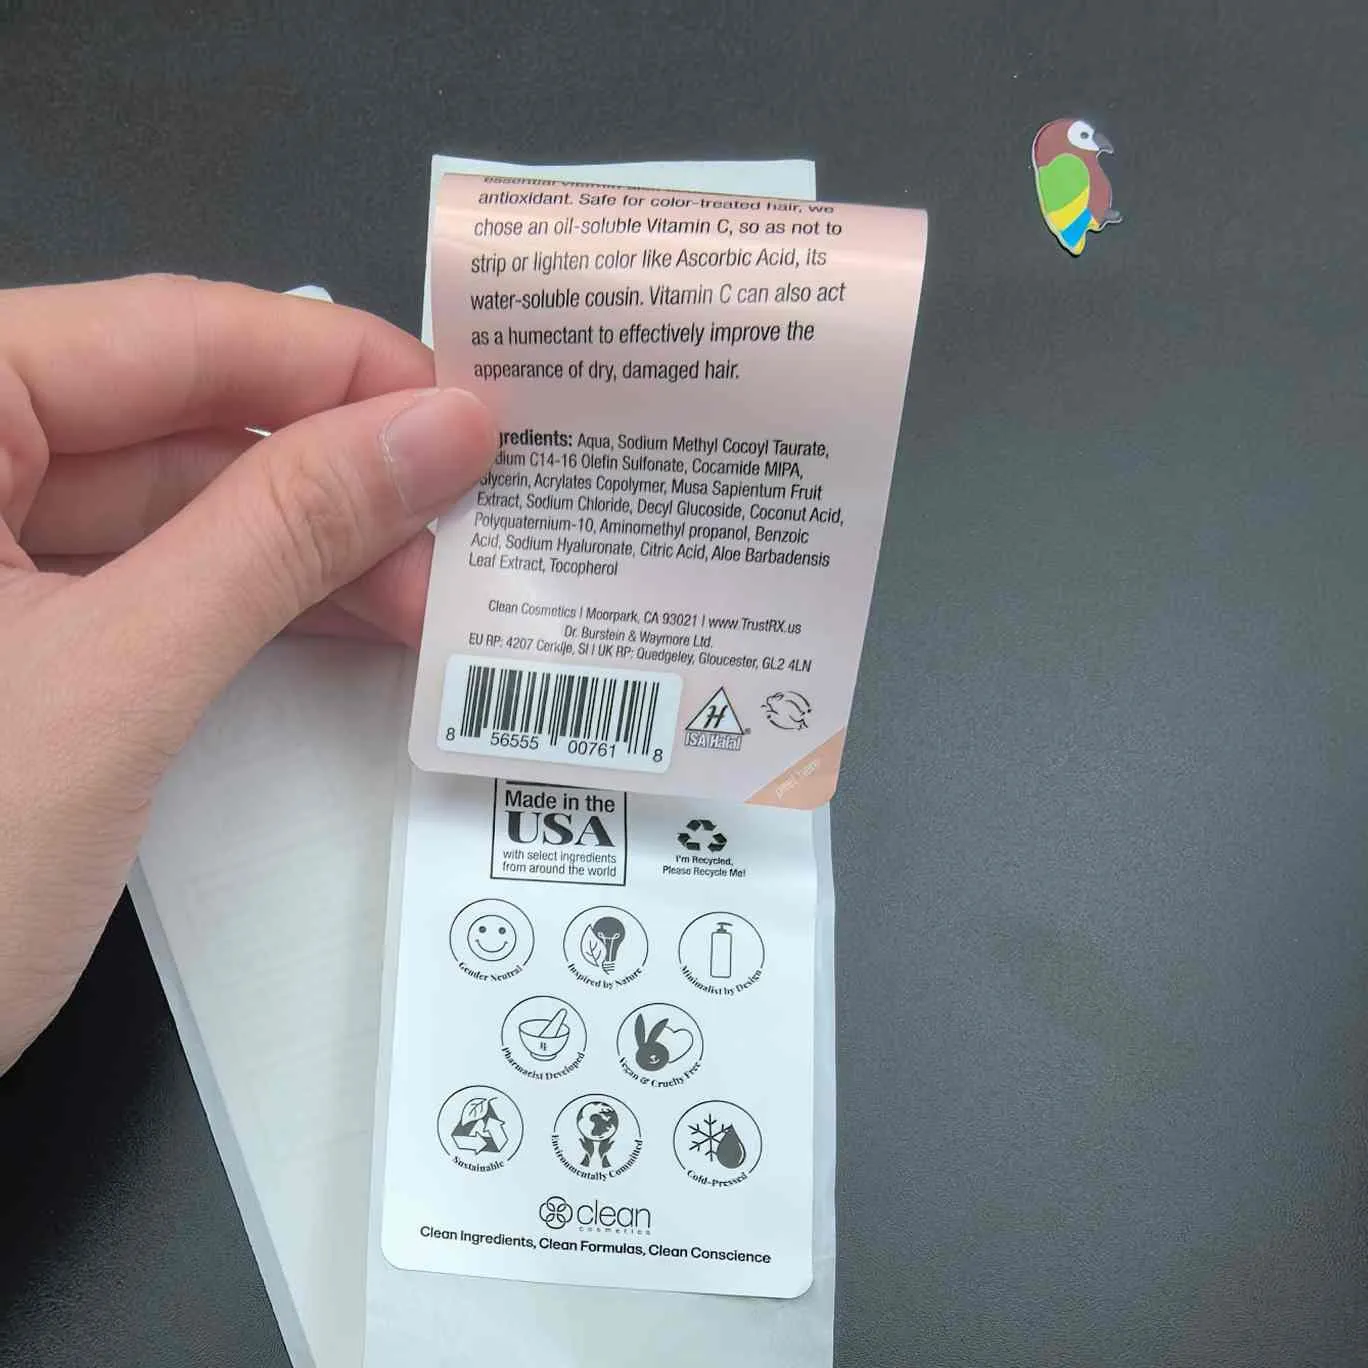 essential vitamin and
antioxidant. Safe for color-treated hair, we
chose an oil-soluble Vitamin C, so as not to
strip or lighten color like Ascorbic Acid, its
water-soluble cousin. Vitamin C can also act
as a humectant to effectively improve the
appearance of dry, damaged hair.
gredients: Aqua, Sodium Methyl Cocoyl Taurate,
dium C14-16 Olefin Sulfonate, Cocamide MIPA,
Glycerin, Acrylates Copolymer, Musa Sapientum Fruit
Extract, Sodium Chloride, Decyl Glucoside, Coconut Acid,
Polyquaternium-10, Aminomethyl propanol, Benzoic
Acid, Sodium Hyaluronate, Citric Acid, Aloe Barbadensis
Leaf Extract, Tocopherol
Clean Cosmetics | Moorpark, CA 93021 | www.TrustRX.us
Dr. Burstein & Waymore Ltd.
EU RP: 4207 Cerklje, SI | UK RP: Quedgeley, Gloucester, GL2 4LN
8 56555 00761 8
H
ISA Halal
peel here
Made in the
USA
with select ingredients
from around the world
I'm Recycled,
Please Recycle Me!
Gender Neutral
Inspired by Nature
Minimalist by Design
Pharmacist Developed
Vegan & Cruelty Free
Sustainable
Environmentally Committed
Cold-Pressed
clean
cosmetics
Clean Ingredients, Clean Formulas, Clean Conscience